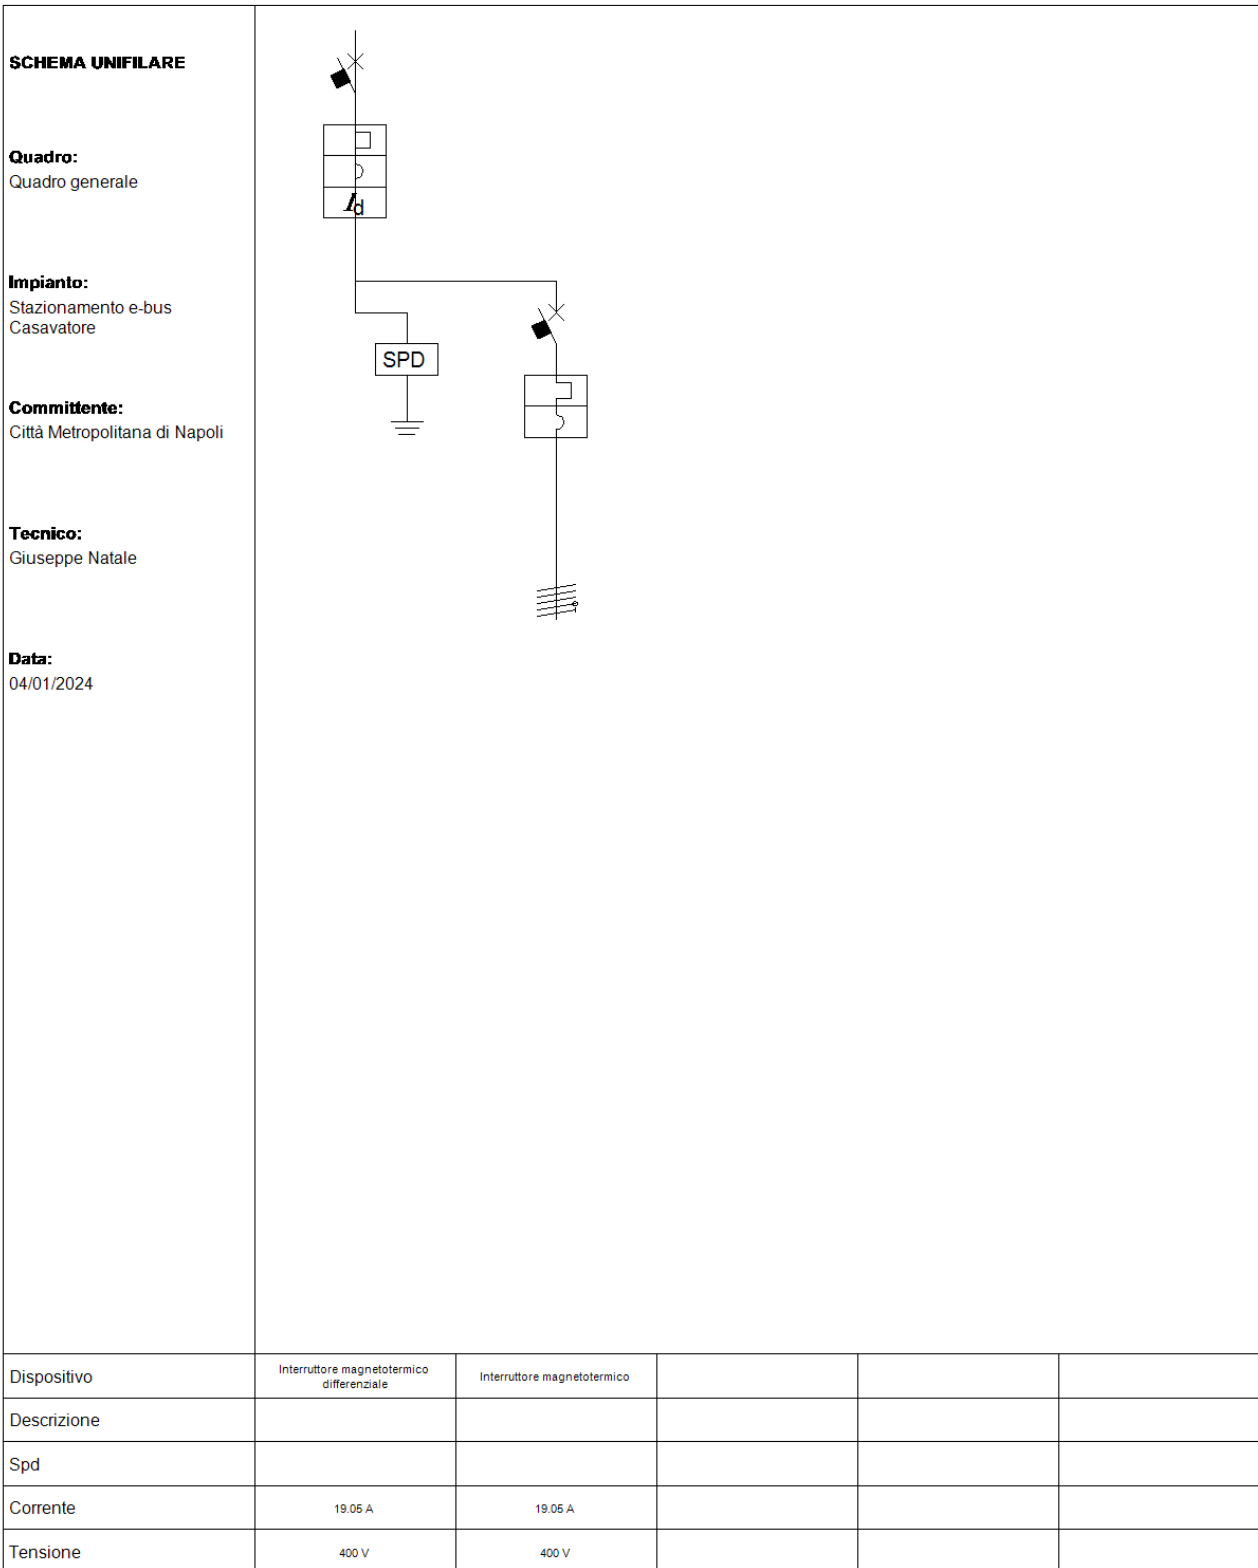 SCHEMA UNIFILARE
Quadro:
Quadro generale
Impianto:
Stazionamento e-bus
Casavatore
Committente:
Città Metropolitana di Napoli
Tecnico:
Giuseppe Natale
Data:
04/01/2024
Id
SPD
Dispositivo
Interruttore magnetotermico
differenziale
Interruttore magnetotermico
Descrizione
Spd
Corrente
19.05 A
19.05 A
Tensione
400 V
400 V